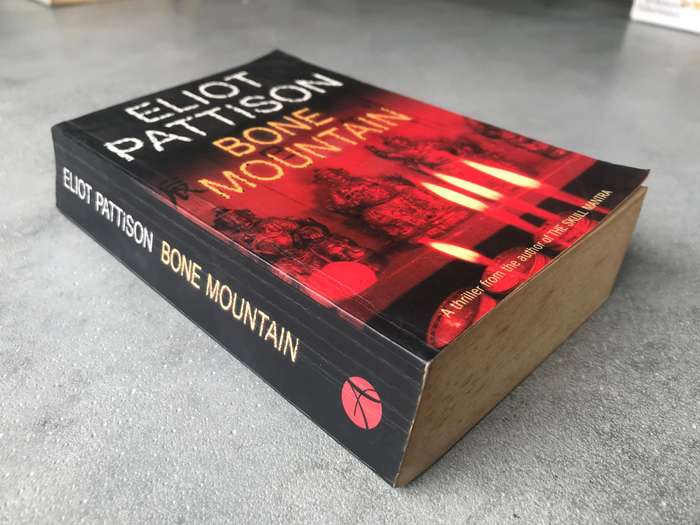 ELIOT
PATTISON
BONE
MOUNTAIN
A thriller from the author of THE SKULL MANTRA
ELIOT PATTISON BONE MOUNTAIN